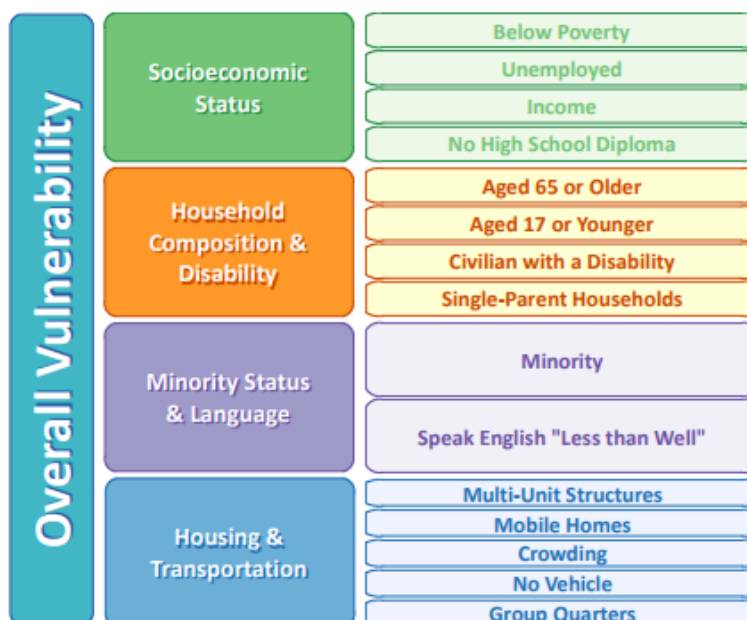 Overall Vulnerability
Socioeconomic
Status
Below Poverty
Unemployed
Income
No High School Diploma
Household
Composition &
Disability
Aged 65 or Older
Aged 17 or Younger
Civilian with a Disability
Single-Parent Households
Minority Status
& Language
Minority
Speak English "Less than Well"
Housing &
Transportation
Multi-Unit Structures
Mobile Homes
Crowding
No Vehicle
Group Quarters